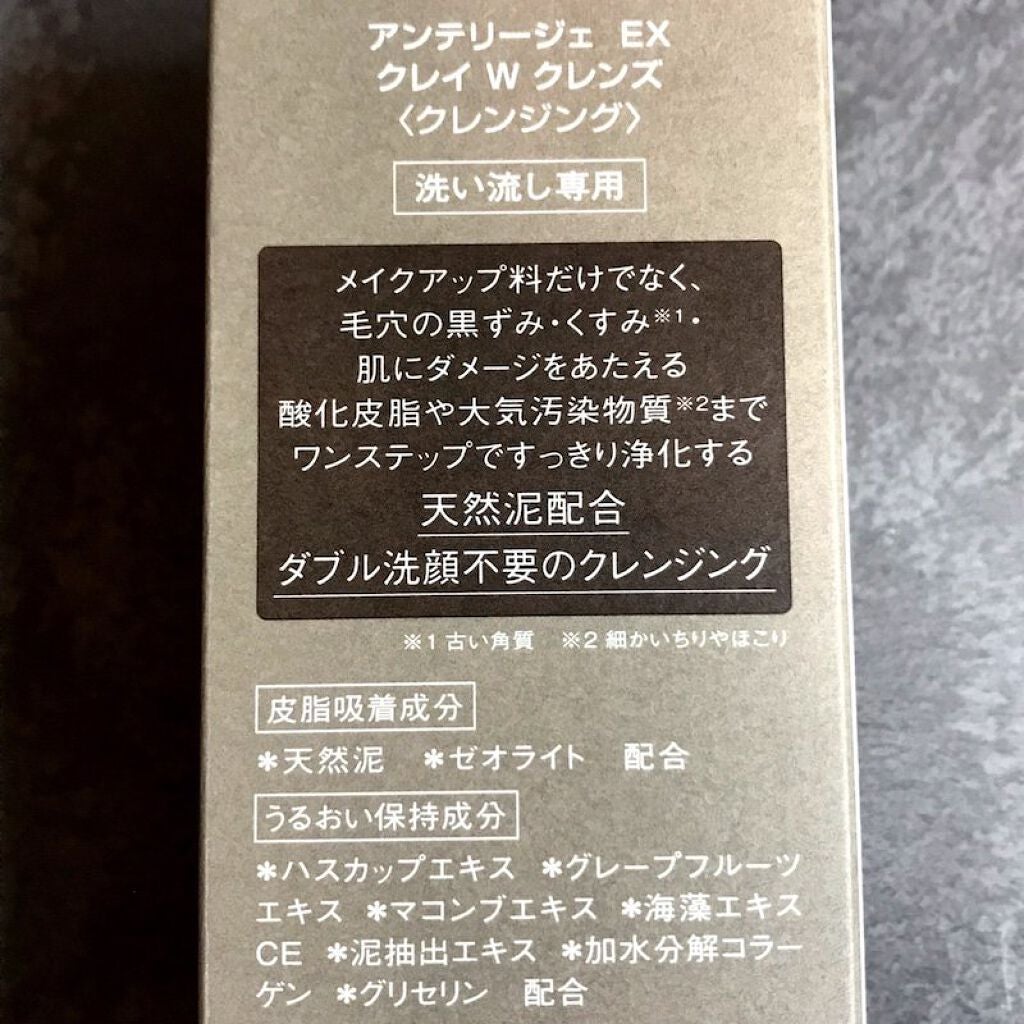 アンテリージェ EX
クレイ W クレンズ
〈クレンジング〉
洗い流し専用
メイクアップ料だけでなく、
毛穴の黒ずみ・くすみ※1・
肌にダメージをあたえる
酸化皮脂や大気汚染物質※2まで
ワンステップですっきり浄化する
天然泥配合
ダブル洗顔不要のクレンジング
※1 古い角質 ※2 細かいちりやほこり
皮脂吸着成分
＊天然泥 ＊ゼオライト 配合
うるおい保持成分
＊ハスカップエキス ＊グレープフルーツ
エキス ＊マコンブエキス ＊海藻エキス
CE ＊泥抽出エキス ＊加水分解コラー
ゲン ＊グリセリン 配合